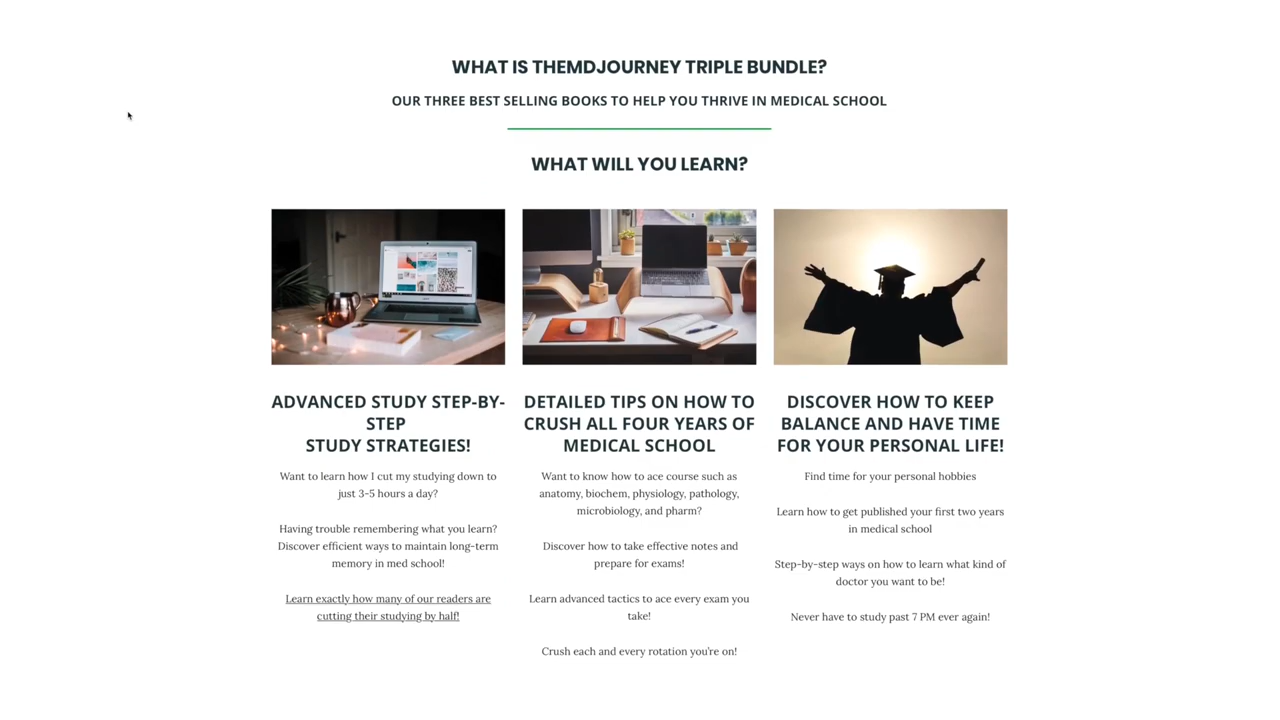 WHAT IS THEMDJOURNEY TRIPLE BUNDLE?
OUR THREE BEST SELLING BOOKS TO HELP YOU THRIVE IN MEDICAL SCHOOL
WHAT WILL YOU LEARN?
ADVANCED STUDY STEP-BY-
STEP
STUDY STRATEGIES!
Want to learn how I cut my studying down to
just 3-5 hours a day?
Having trouble remembering what you learn?
Discover efficient ways to maintain long-term
memory in med school!
Learn exactly how many of our readers are
cutting their studying by half!
DETAILED TIPS ON HOW TO
CRUSH ALL FOUR YEARS OF
MEDICAL SCHOOL
Want to know how to ace course such as
anatomy, biochem, physiology, pathology,
microbiology, and pharm?
Discover how to take effective notes and
prepare for exams!
Learn advanced tactics to ace every exam you
take!
Crush each and every rotation you're on!
DISCOVER HOW TO KEEP
BALANCE AND HAVE TIME
FOR YOUR PERSONAL LIFE!
Find time for your personal hobbies
Learn how to get published your first two years
in medical school
Step-by-step ways on how to learn what kind of
doctor you want to be!
Never have to study past 7 PM ever again!